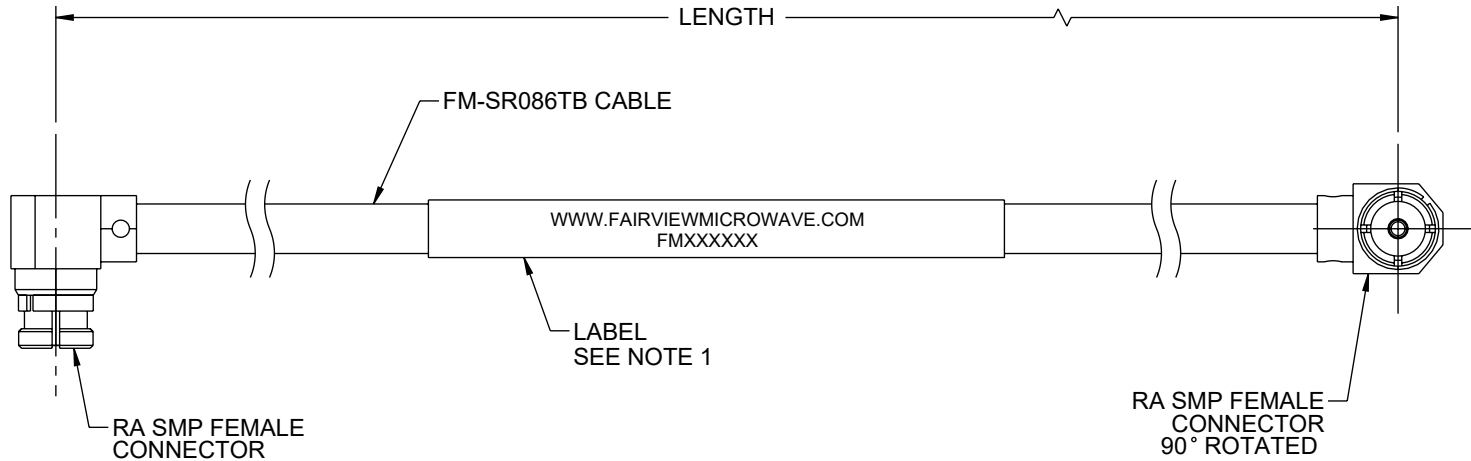 LENGTH
FM-SR086TB CABLE
WWW.FAIRVIEWMICROWAVE.COM
FMXXXXXX
LABEL
SEE NOTE 1
RA SMP FEMALE
CONNECTOR
RA SMP FEMALE
CONNECTOR
90° ROTATED